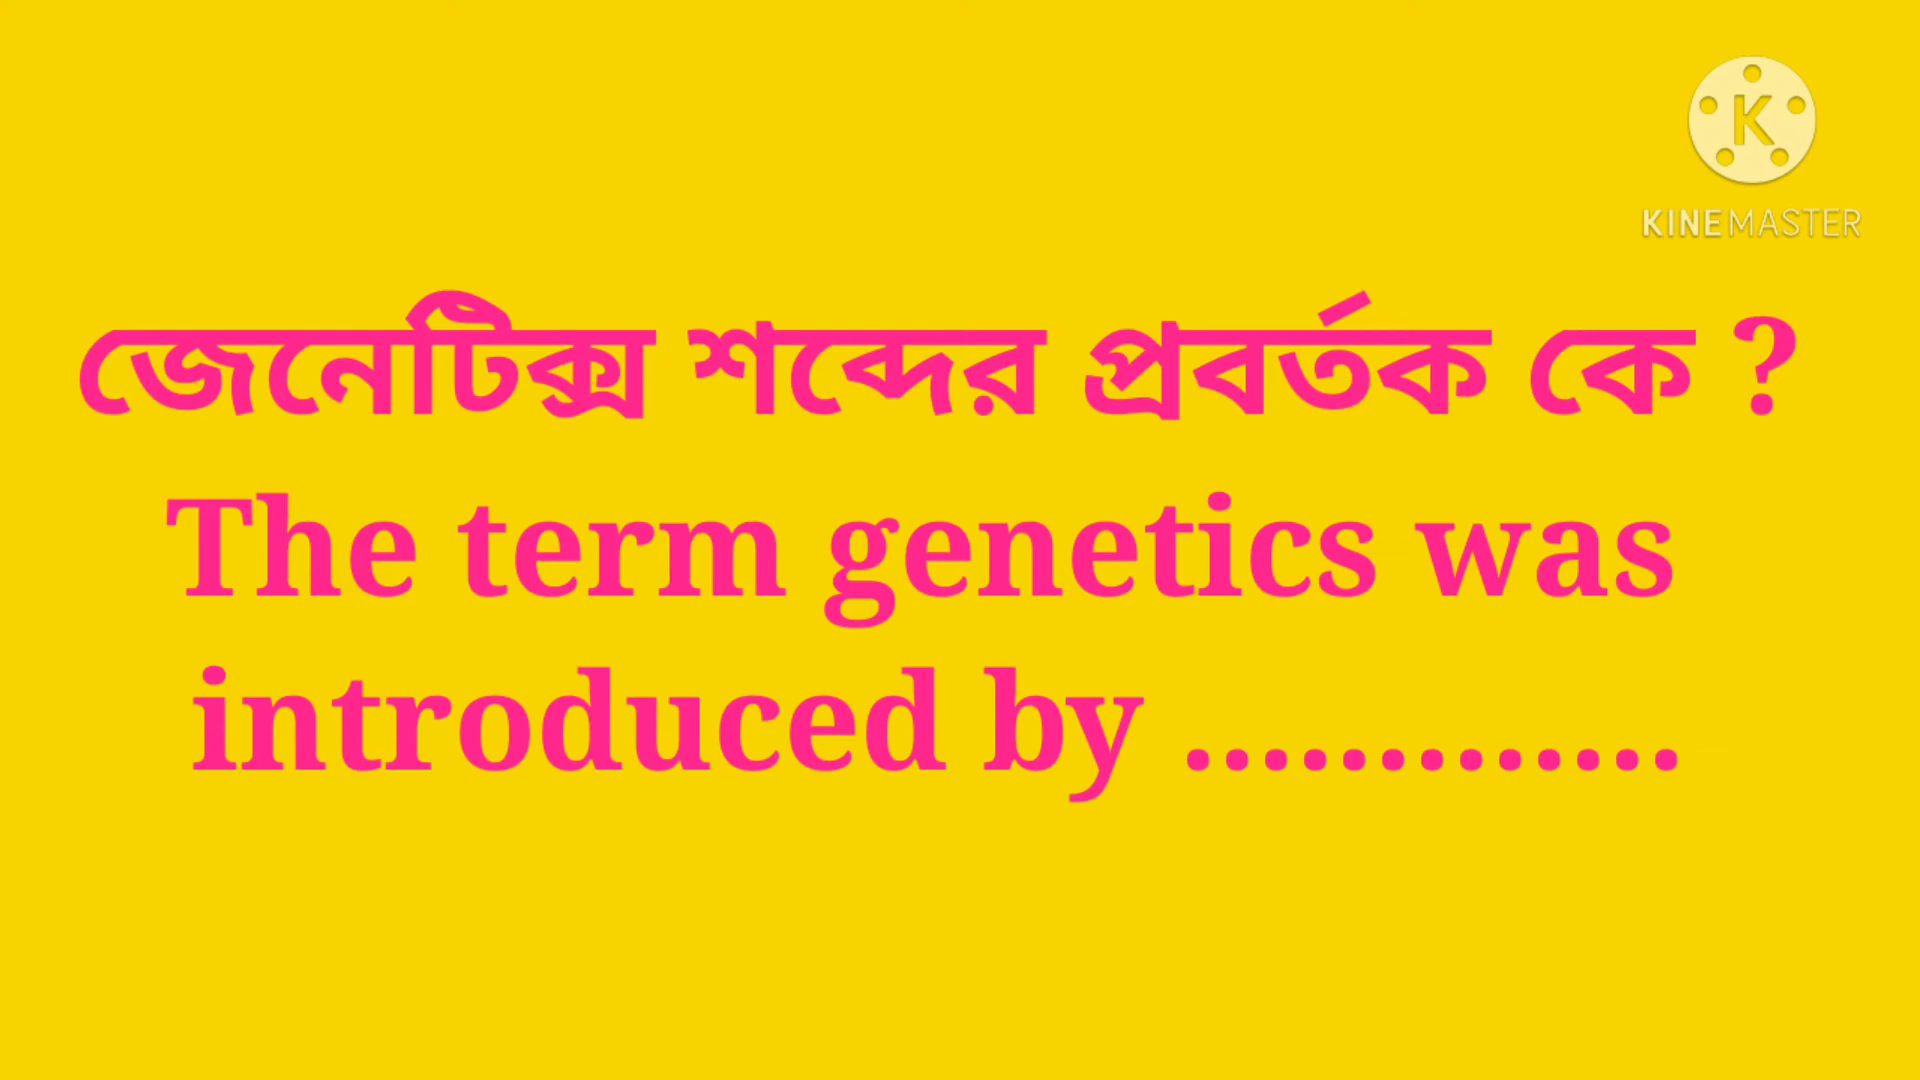 K
KINEMASTER
জেনেটিক্স শব্দের প্রবর্তক কে ?
The term genetics was
introduced by .............